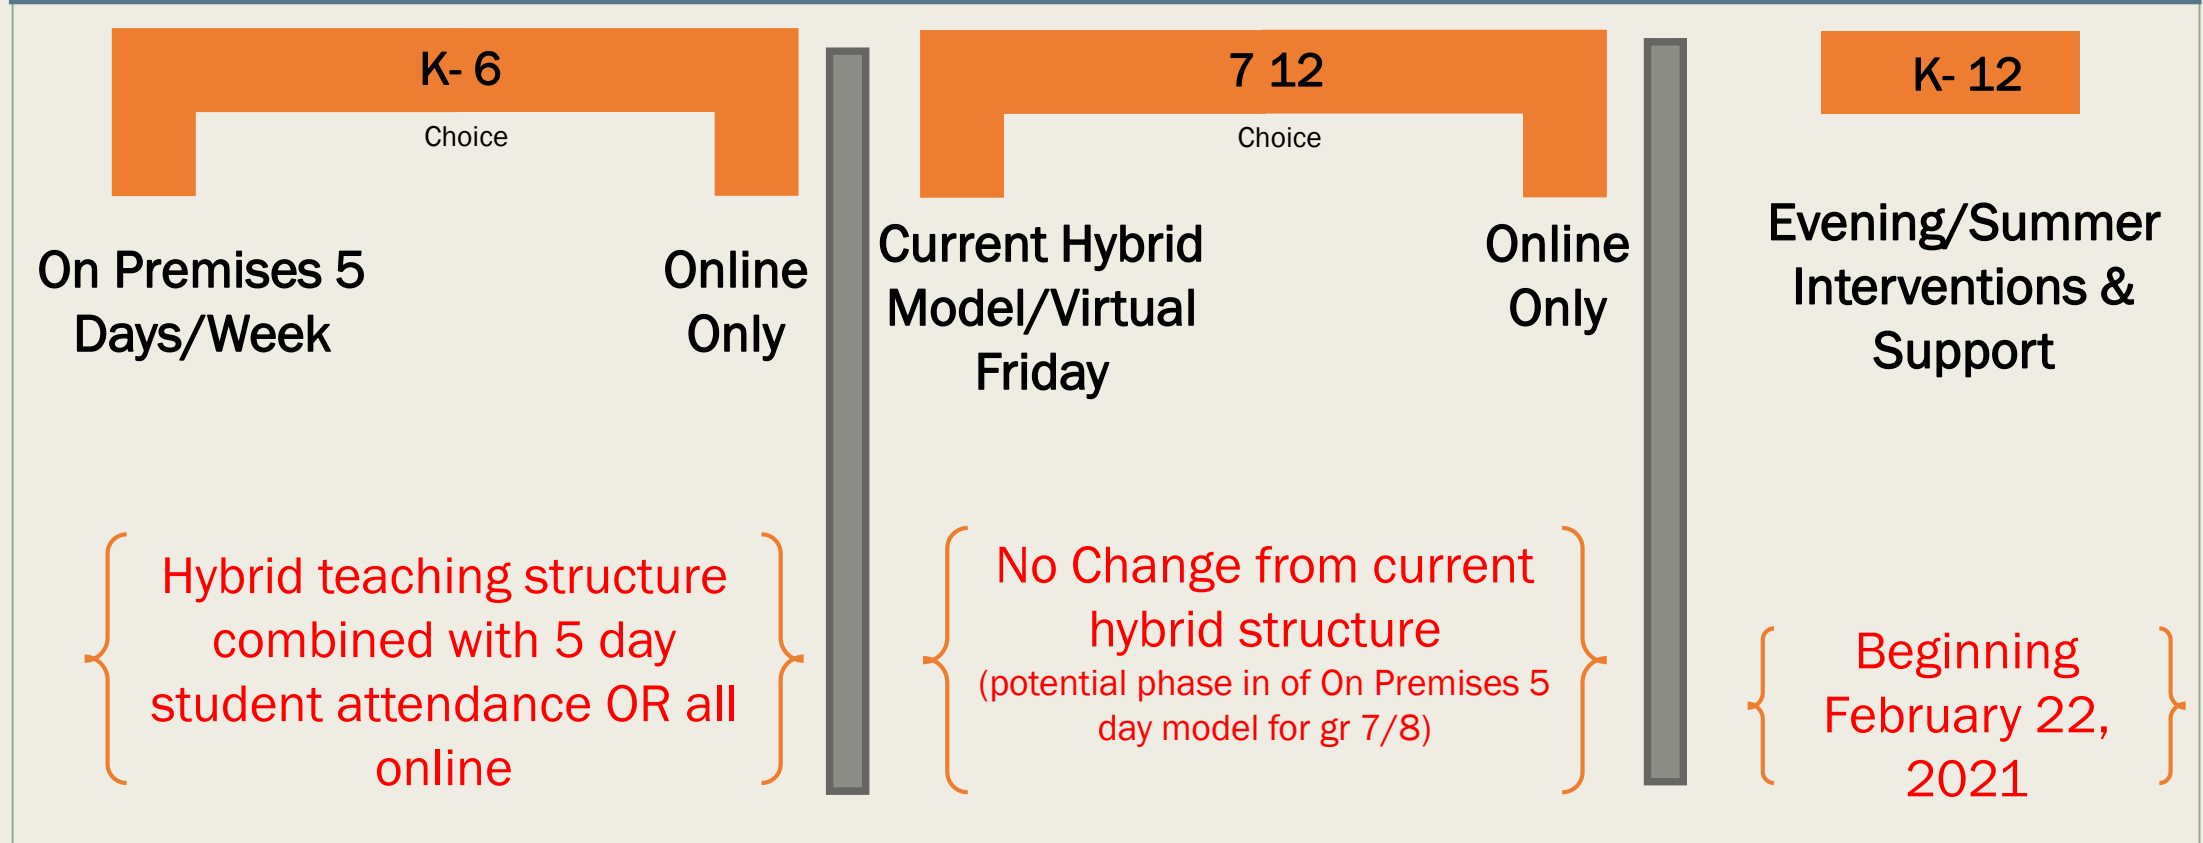 K- 6
Choice
On Premises 5
Days/Week
Online
Only
Hybrid teaching structure
combined with 5 day
student attendance OR all
online
7 12
Choice
Current Hybrid
Model/Virtual
Friday
Online
Only
No Change from current
hybrid structure
(potential phase in of On Premises 5
day model for gr 7/8)
K- 12
Evening/Summer
Interventions &
Support
Beginning
February 22,
2021